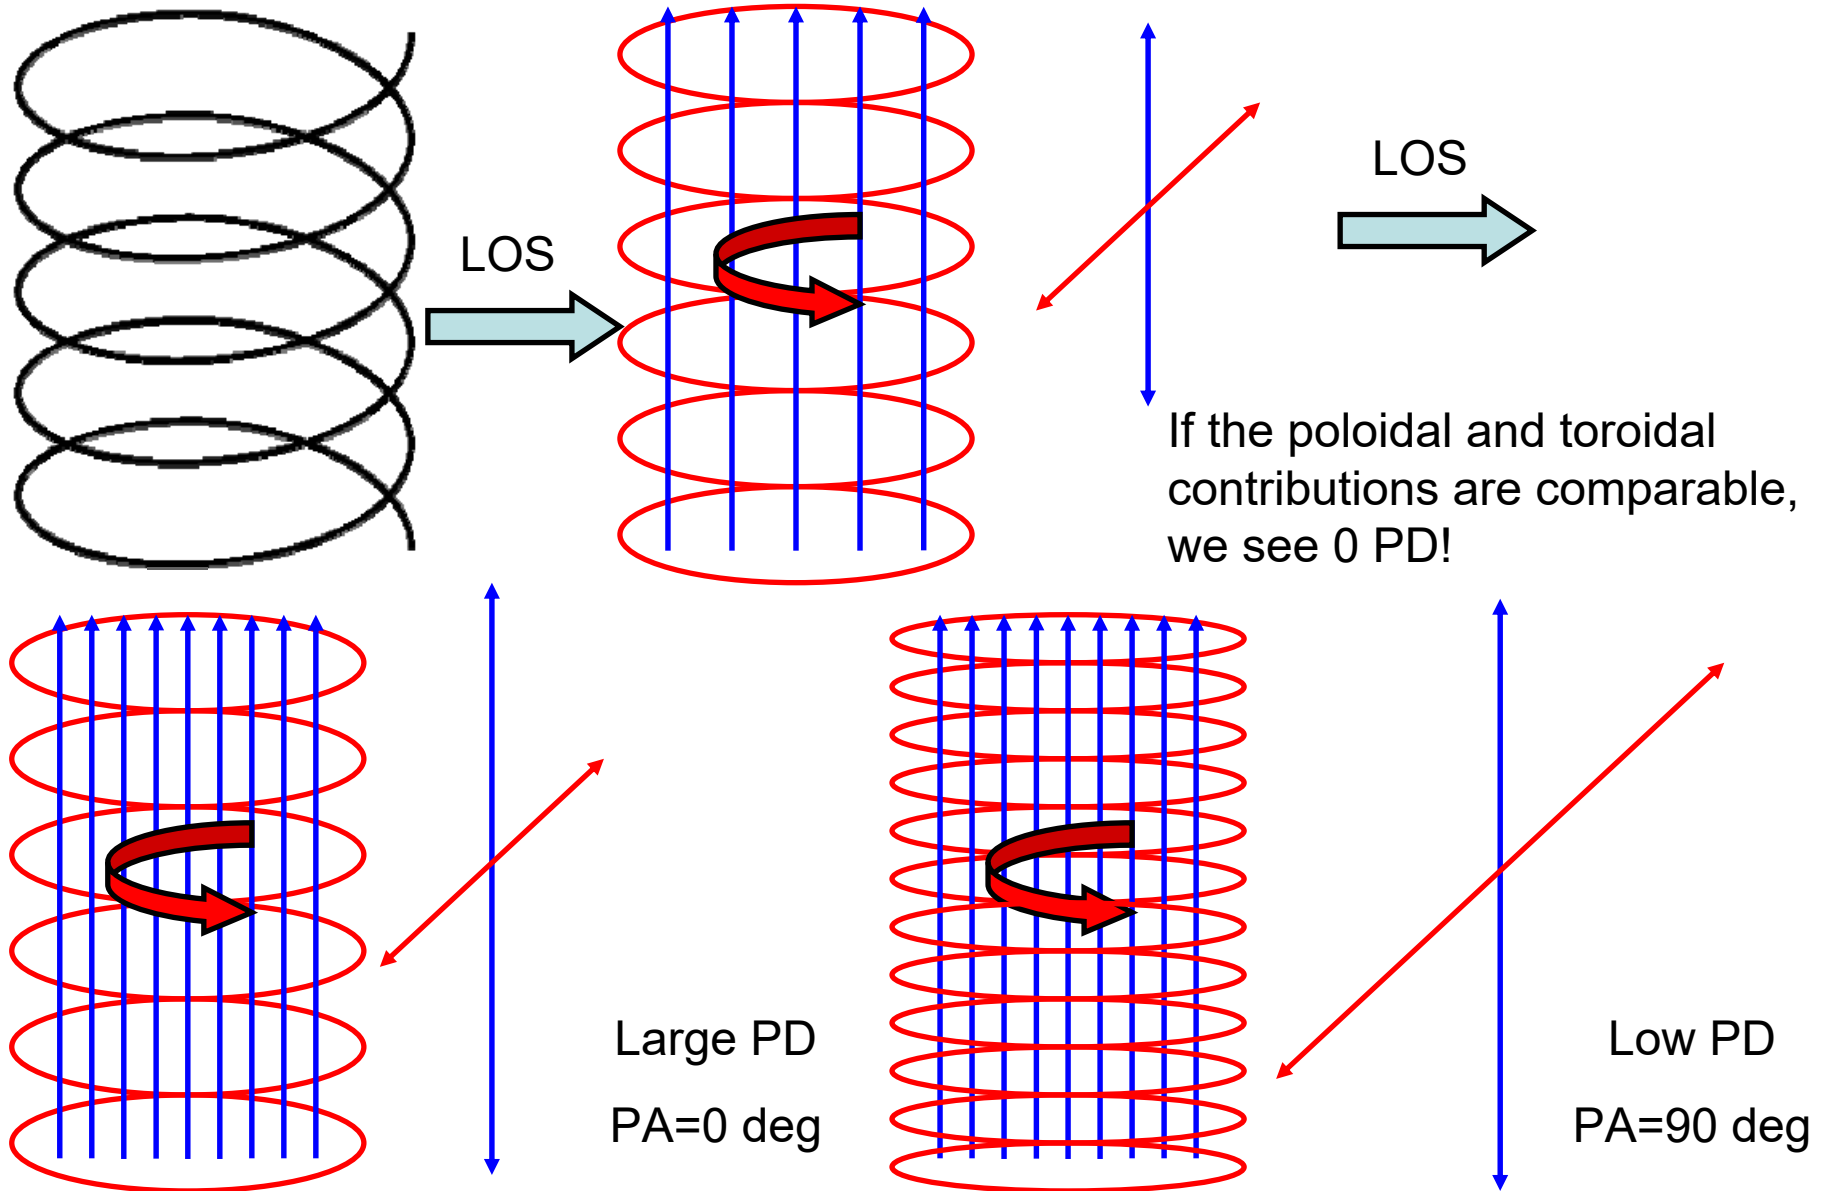 LOS
LOS
If the poloidal and toroidal
contributions are comparable,
we see 0 PD!
Large PD
PA=0 deg
Low PD
PA=90 deg